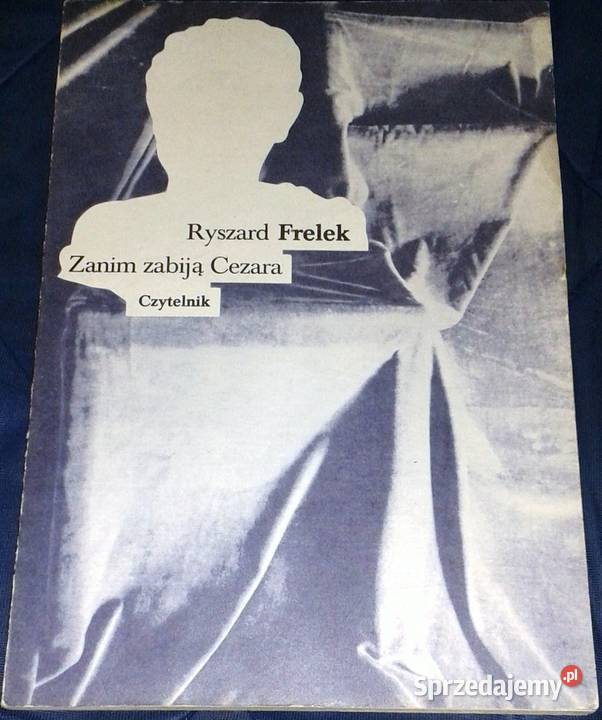 Ryszard Frelek
Zanim zabiją Cezara
Czytelnik
Sprzedajemy.pl